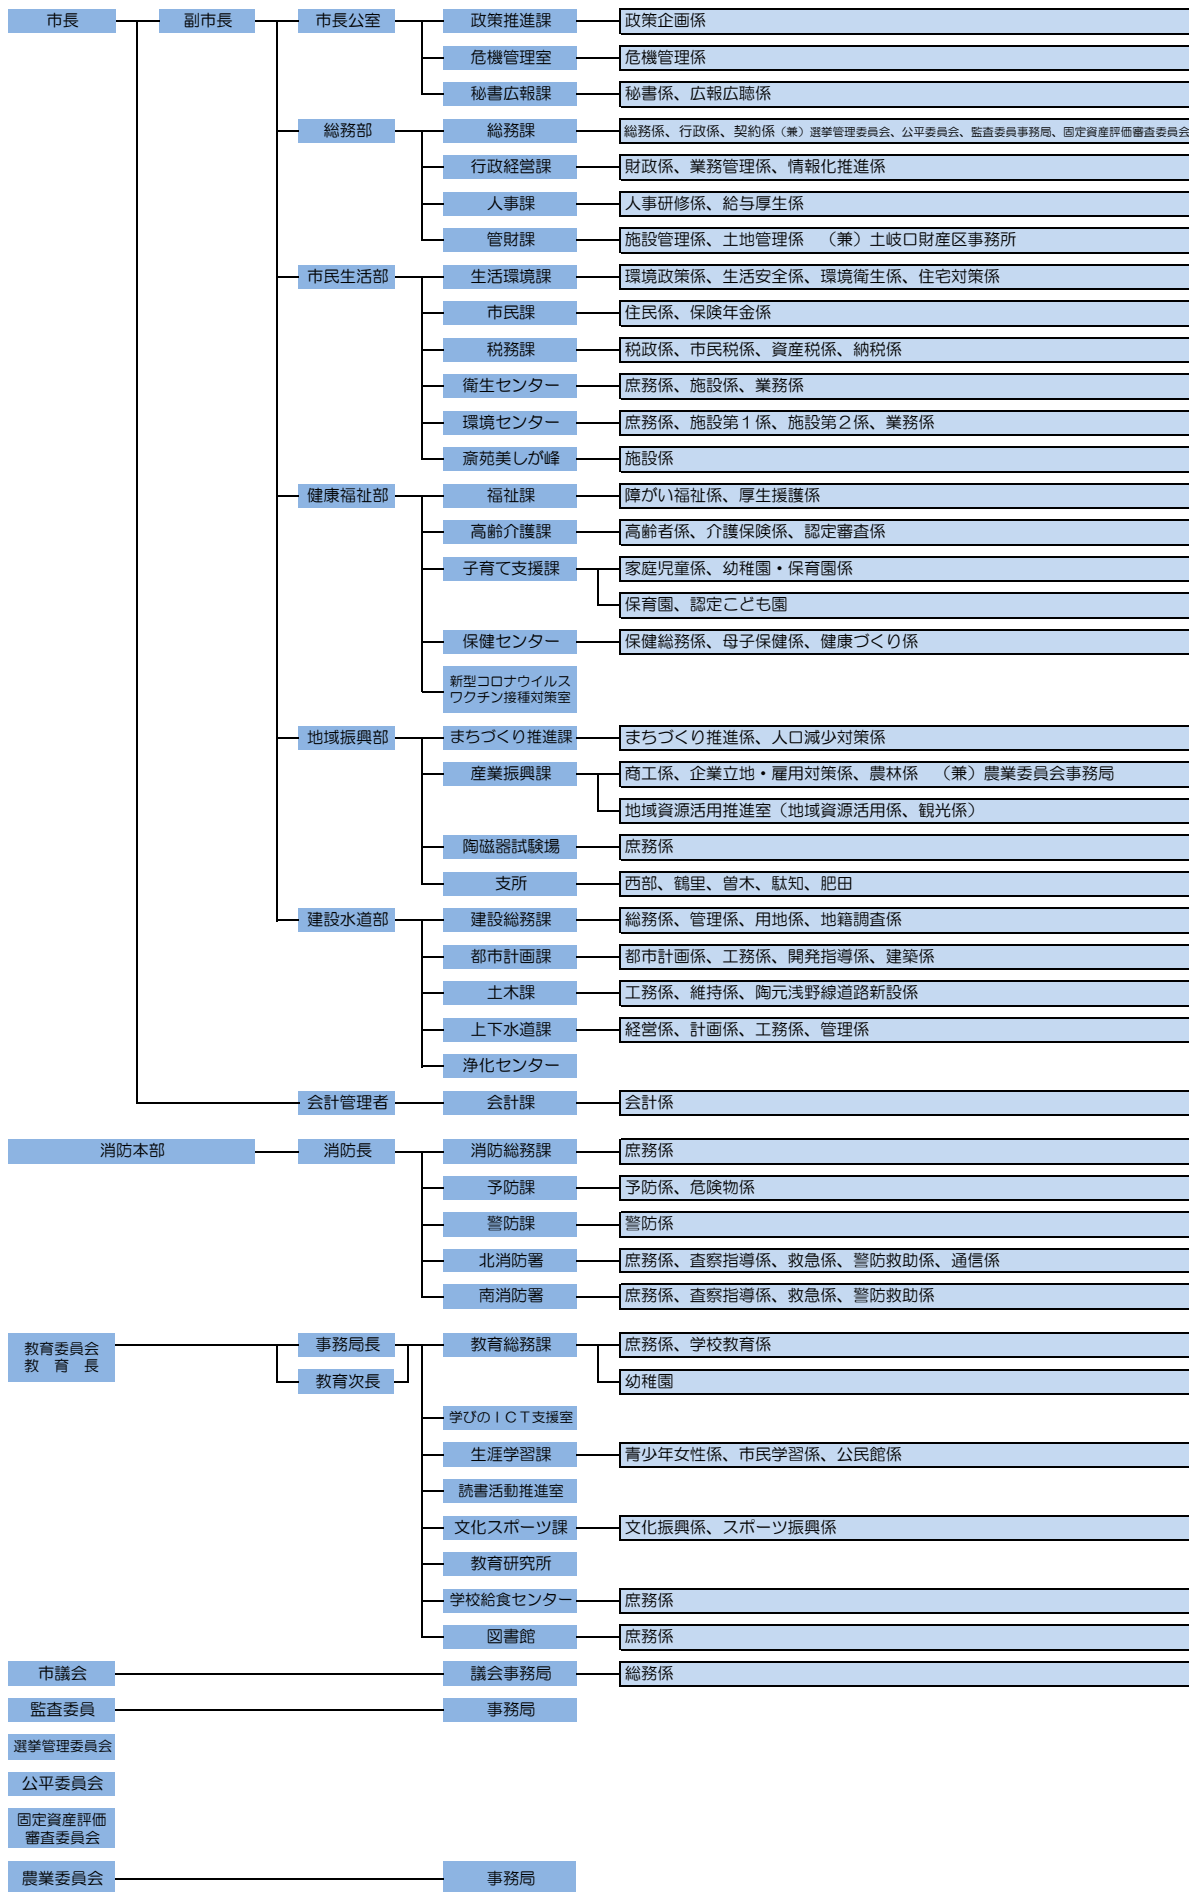 市長 副市長 市長公室 政策推進課 政策企画係
危機管理室 危機管理係
秘書広報課 秘書係、広報広聴係
総務部 総務課 総務係、行政係、契約係（兼）選挙管理委員会、公平委員会、監査委員事務局、固定資産評価審査委員会
行政経営課 財政係、業務管理係、情報化推進係
人事課 人事研修係、給与厚生係
管財課 施設管理係、土地管理係　（兼）土岐口財産区事務所
市民生活部 生活環境課 環境政策係、生活安全係、環境衛生係、住宅対策係
市民課 住民係、保険年金係
税務課 税政係、市民税係、資産税係、納税係
衛生センター 庶務係、施設係、業務係
環境センター 庶務係、施設第１係、施設第２係、業務係
斎苑美しが峰 施設係
健康福祉部 福祉課 障がい福祉係、厚生援護係
高齢介護課 高齢者係、介護保険係、認定審査係
子育て支援課 家庭児童係、幼稚園・保育園係
保育園、認定こども園
保健センター 保健総務係、母子保健係、健康づくり係
新型コロナウイルス
ワクチン接種対策室
地域振興部 まちづくり推進課 まちづくり推進係、人口減少対策係
産業振興課 商工係、企業立地・雇用対策係、農林係　（兼）農業委員会事務局
地域資源活用推進室（地域資源活用係、観光係）
陶磁器試験場 庶務係
支所 西部、鶴里、曽木、駄知、肥田
建設水道部 建設総務課 総務係、管理係、用地係、地籍調査係
都市計画課 都市計画係、工務係、開発指導係、建築係
土木課 工務係、維持係、陶元浅野線道路新設係
上下水道課 経営係、計画係、工務係、管理係
浄化センター
会計管理者 会計課 会計係
消防本部 消防長 消防総務課 庶務係
予防課 予防係、危険物係
警防課 警防係
北消防署 庶務係、査察指導係、救急係、警防救助係、通信係
南消防署 庶務係、査察指導係、救急係、警防救助係
教育委員会
教　育　長 事務局長 教育総務課 庶務係、学校教育係
教育次長 幼稚園
学びのＩＣＴ支援室
生涯学習課 青少年女性係、市民学習係、公民館係
読書活動推進室
文化スポーツ課 文化振興係、スポーツ振興係
教育研究所
学校給食センター 庶務係
図書館 庶務係
市議会 議会事務局 総務係
監査委員 事務局
選挙管理委員会
公平委員会
固定資産評価
審査委員会
農業委員会 事務局